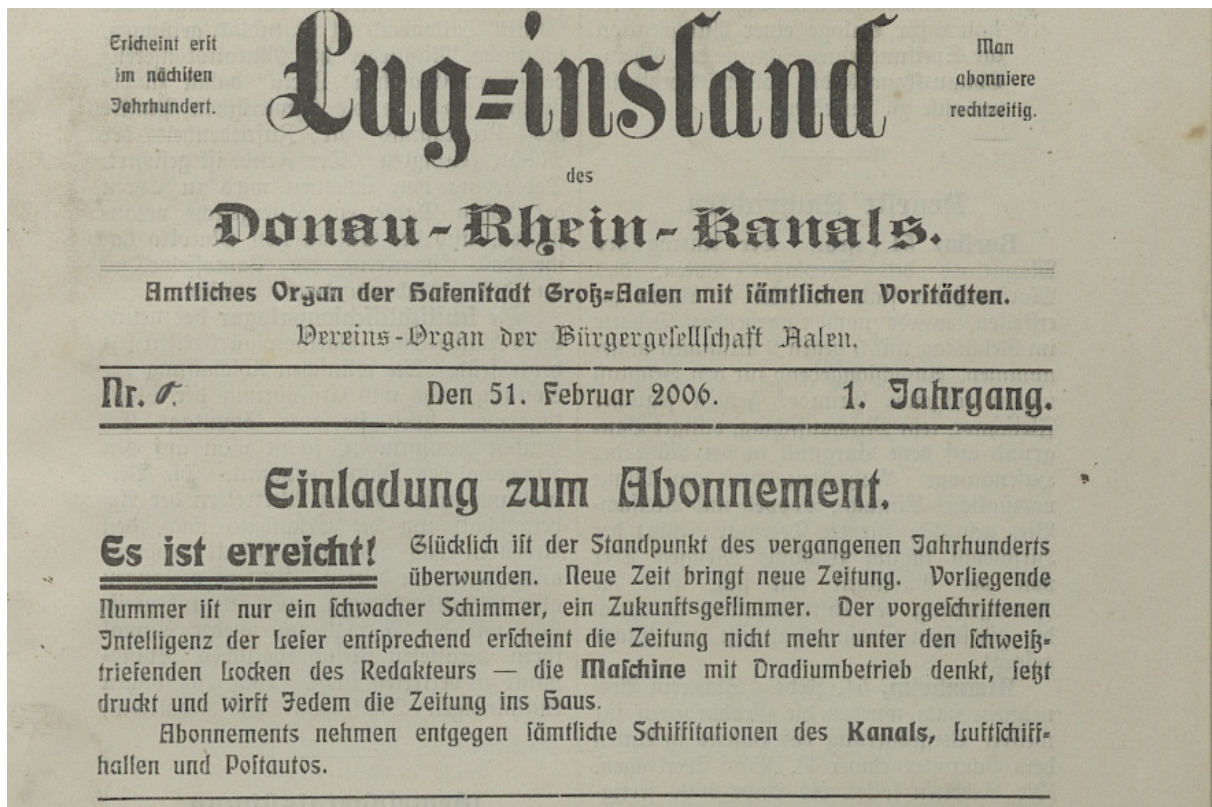 Erscheint erst
im nächsten
Jahrhundert.
Lug=insland
Man
abonniere
rechtzeitig.
des
Donau-Rhein-Kanals.
Amtliches Organ der Hafenstadt Groß=Aalen mit sämtlichen Vorstädten.
Vereins-Organ der Bürgergesellschaft Aalen.
Nr. 0. Den 51. Februar 2006. 1. Jahrgang.
Einladung zum Abonnement.
Es ist erreicht! Glücklich ist der Standpunkt des vergangenen Jahrhunderts
überwunden. Neue Zeit bringt neue Zeitung. Vorliegende
Nummer ist nur ein schwacher Schimmer, ein Zukunftsgeflimmer. Der vorgeschrittenen
Intelligenz der Leser entsprechend erscheint die Zeitung nicht mehr unter den schweiß=
triefenden Locken des Redakteurs — die Maschine mit Dradiumbetrieb denkt, setzt
druckt und wirft Jedem die Zeitung ins Haus.
Abonnements nehmen entgegen sämtliche Schiffstationen des Kanals, Luftschiff=
hallen und Postautos.